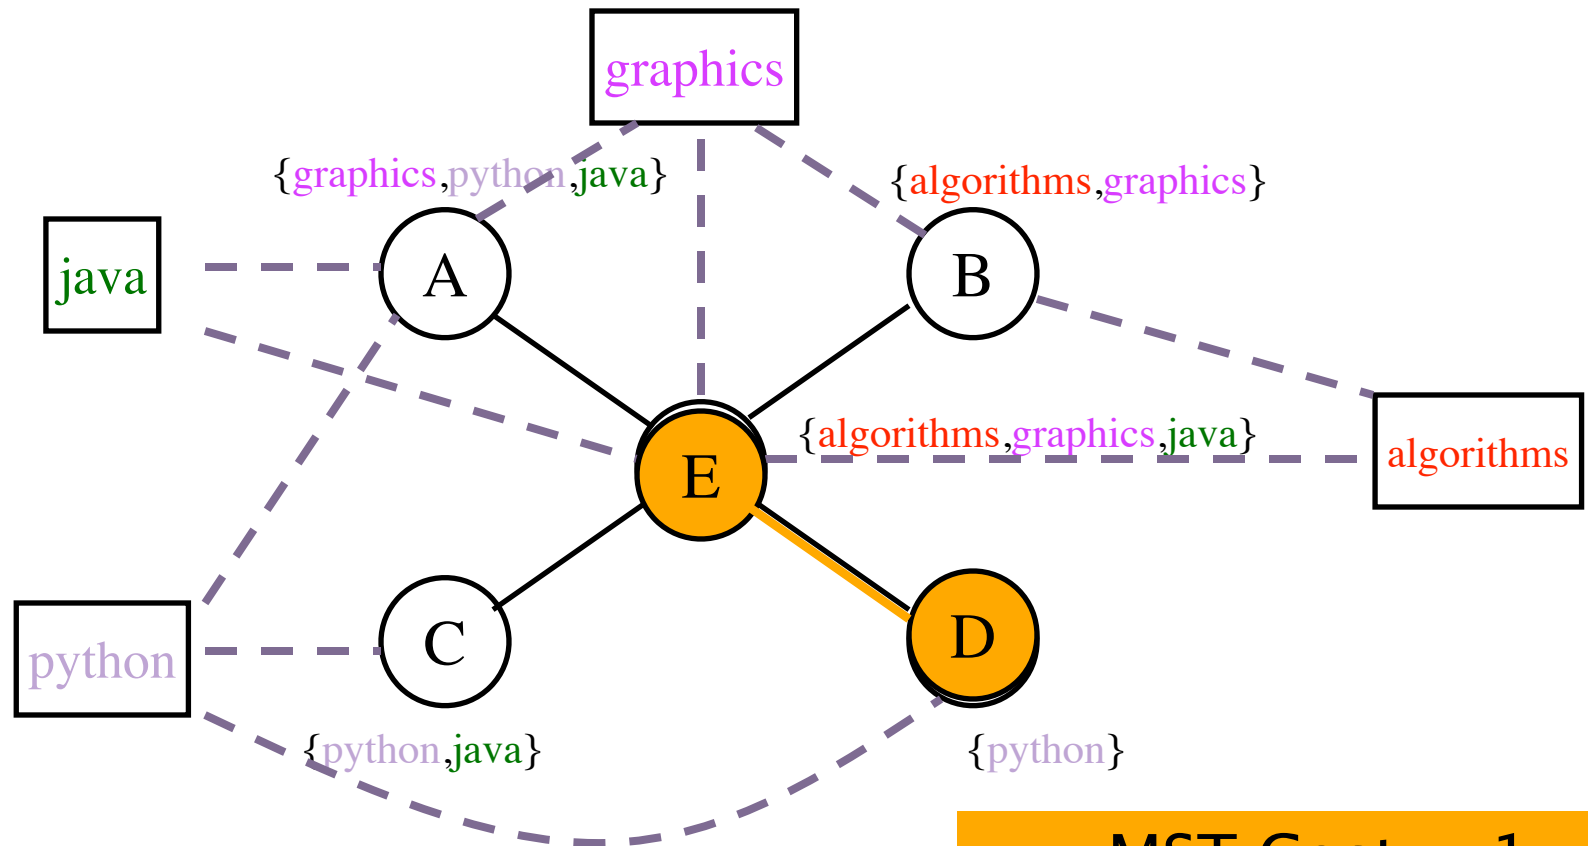 graphics
{graphics,python,java}
{algorithms,graphics}
java
A
B
{algorithms,graphics,java}
algorithms
E
python
C
D
{python,java}
{python}